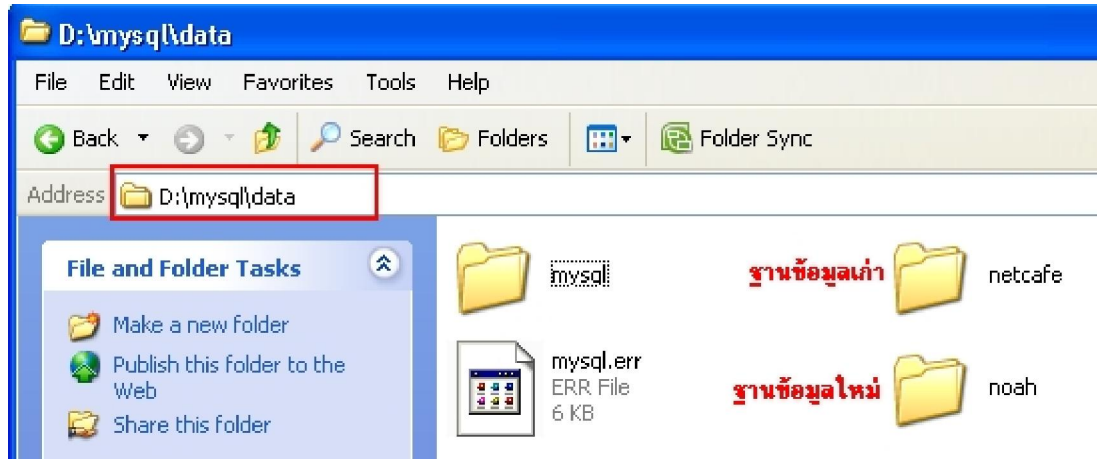 D:\mysql\data
File Edit View Favorites Tools Help
Back Search Folders Folder Sync
Address D:\mysql\data
File and Folder Tasks
Make a new folder
Publish this folder to the
Web
Share this folder
mysql
ฐานข้อมูลเก่า
netcafe
mysql.err
ERR File
6 KB
ฐานข้อมูลใหม่
noah